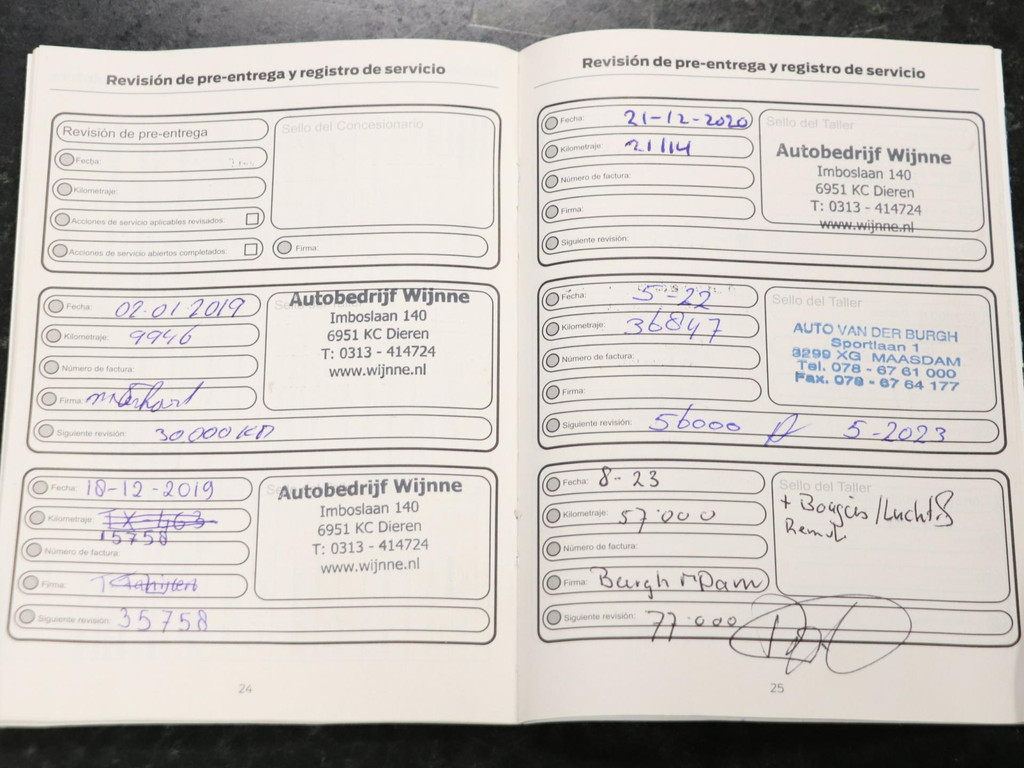 Revisión de pre-entrega y registro de servicio
Revisión de pre-entrega
Sello del Concesionario
Fecha:
Kilometraje:
Acciones de servicio aplicables revisados:
Acciones de servicio abiertos completados:
Firma:
Fecha: 02-01-2019
Kilometraje: 9946
Número de factura:
Firma:
Siguiente revisión: 30000 KM
Autobedrijf Wijnne
Imboslaan 140
6951 KC Dieren
T: 0313 - 414724
www.wijnne.nl
Fecha: 18-12-2019
Kilometraje:
15758
Número de factura:
Firma:
Siguiente revisión: 35758
Autobedrijf Wijnne
Imboslaan 140
6951 KC Dieren
T: 0313 - 414724
www.wijnne.nl
24
Revisión de pre-entrega y registro de servicio
Fecha: 21-12-2020
Kilometraje: 21114
Número de factura:
Firma:
Siguiente revisión:
Sello del Taller
Autobedrijf Wijnne
Imboslaan 140
6951 KC Dieren
T: 0313 - 414724
www.wijnne.nl
Fecha: 5-22
Kilometraje: 36847
Número de factura:
Firma:
Siguiente revisión: 56000 5-2023
Sello del Taller
AUTO VAN DER BURGH
Sportlaan 1
3299 XG MAASDAM
Tel. 078 - 67 61 000
Fax. 078 - 67 64 177
Fecha: 8-23
Kilometraje: 57.000
Número de factura:
Firma: Burgh
Siguiente revisión: 77.000
Sello del Taller
+ Bougies /
25